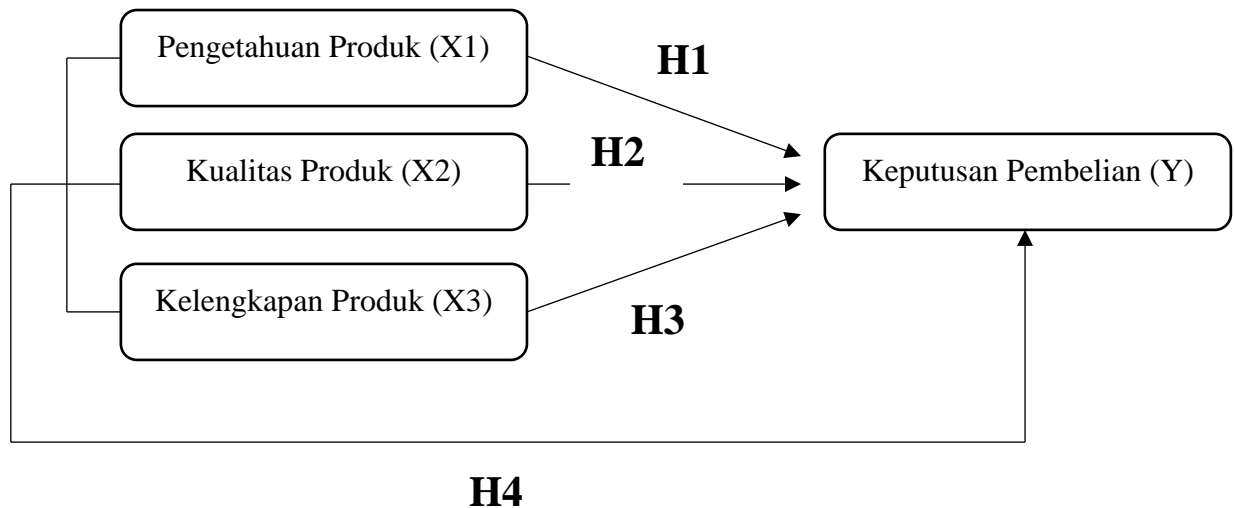 Pengetahuan Produk (X1)
H1
H2
Kualitas Produk (X2)
Keputusan Pembelian (Y)
Kelengkapan Produk (X3)
H3
H4